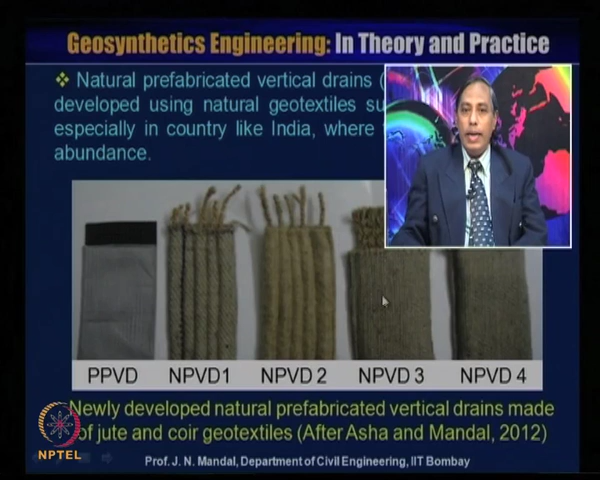 Geosynthetics Engineering: In Theory and Practice
❖ Natural prefabricated vertical drains (
developed using natural geotextiles su
especially in country like India, where
abundance.
PPVD NPVD1 NPVD 2 NPVD 3 NPVD 4
Newly developed natural prefabricated vertical drains made
of jute and coir geotextiles (After Asha and Mandal, 2012)
NPTEL
Prof. J. N. Mandal, Department of Civil Engineering, IIT Bombay